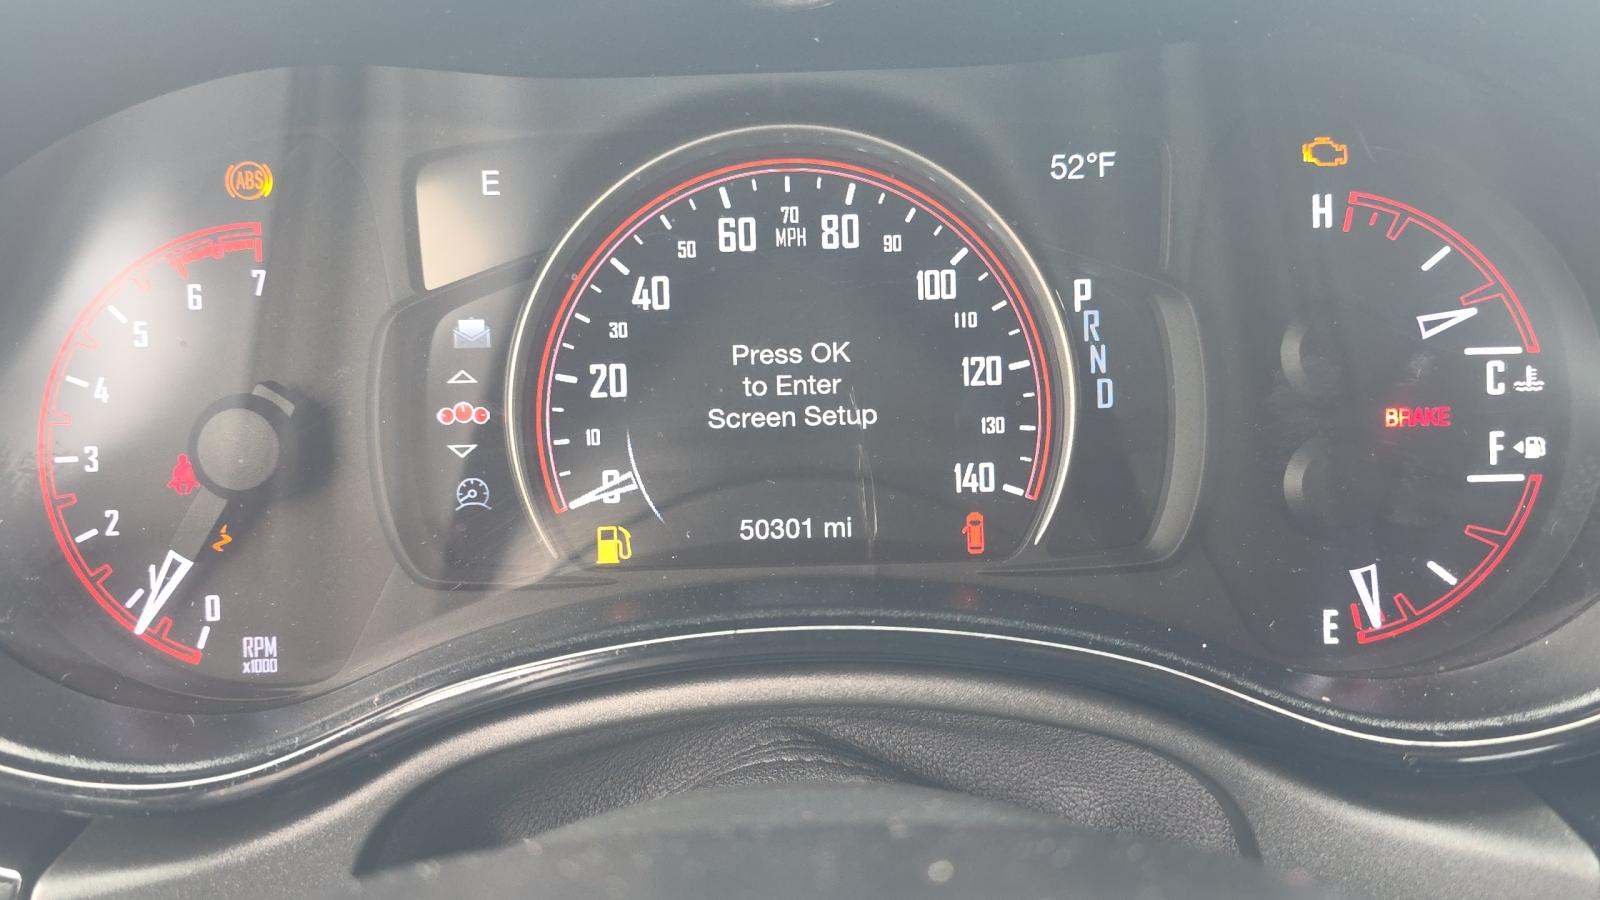 ABS
E
52°F
H
7
6
5
4
3
2
1
0
RPM
x1000
0
10
20
30
40
50
60
70
MPH
80
90
100
110
120
130
140
Press OK
to Enter
Screen Setup
50301 mi
P
R
N
D
C
BRAKE
F
E